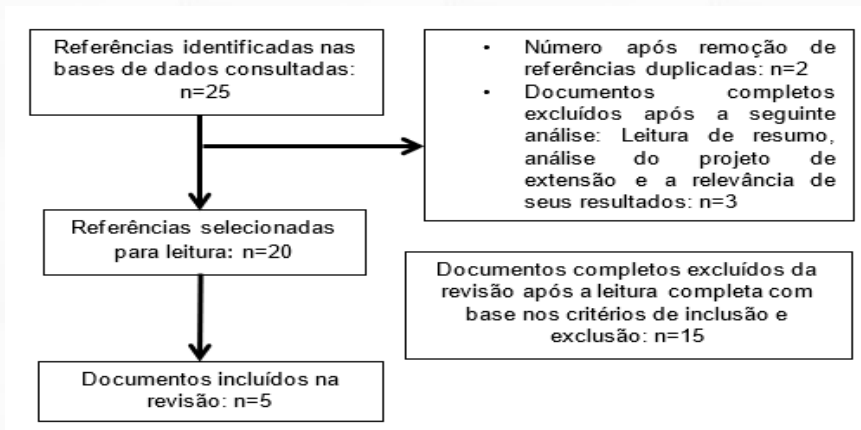 Referências identificadas nas
bases de dados consultadas:
n=25
• Número após remoção de
referências duplicadas: n=2
• Documentos completos
excluídos após a seguinte
análise: Leitura de resumo,
análise do projeto de
extensão e a relevância de
seus resultados: n=3
Referências selecionadas
para leitura: n=20
Documentos completos excluídos da
revisão após a leitura completa com
base nos critérios de inclusão e
exclusão: n=15
Documentos incluídos na
revisão: n=5